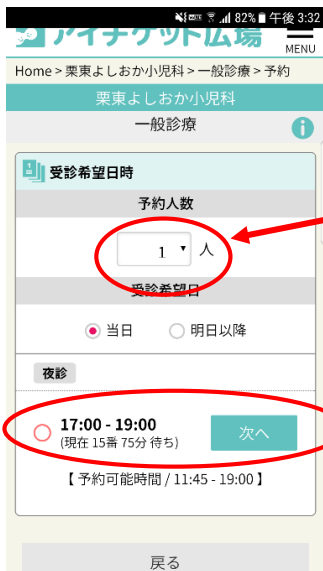 82% 午後 3:32
アイチケット広場
MENU
Home > 栗東よしおか小児科 > 一般診療 > 予約
栗東よしおか小児科
一般診療
i
受診希望日時
予約人数
1 人
受診希望日
当日 明日以降
夜診
17:00 - 19:00
(現在 15番 75分 待ち)
次へ
【 予約可能時間 / 11:45 - 19:00 】
戻る